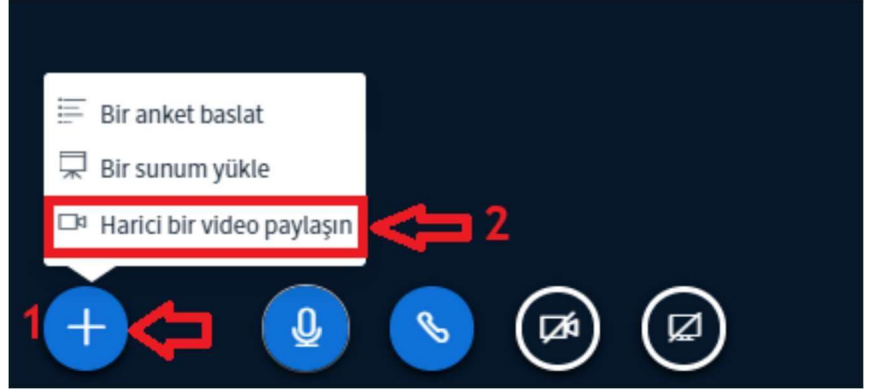 Bir anket baslat
Bir sunum yükle
Harici bir video paylaşın
2
1